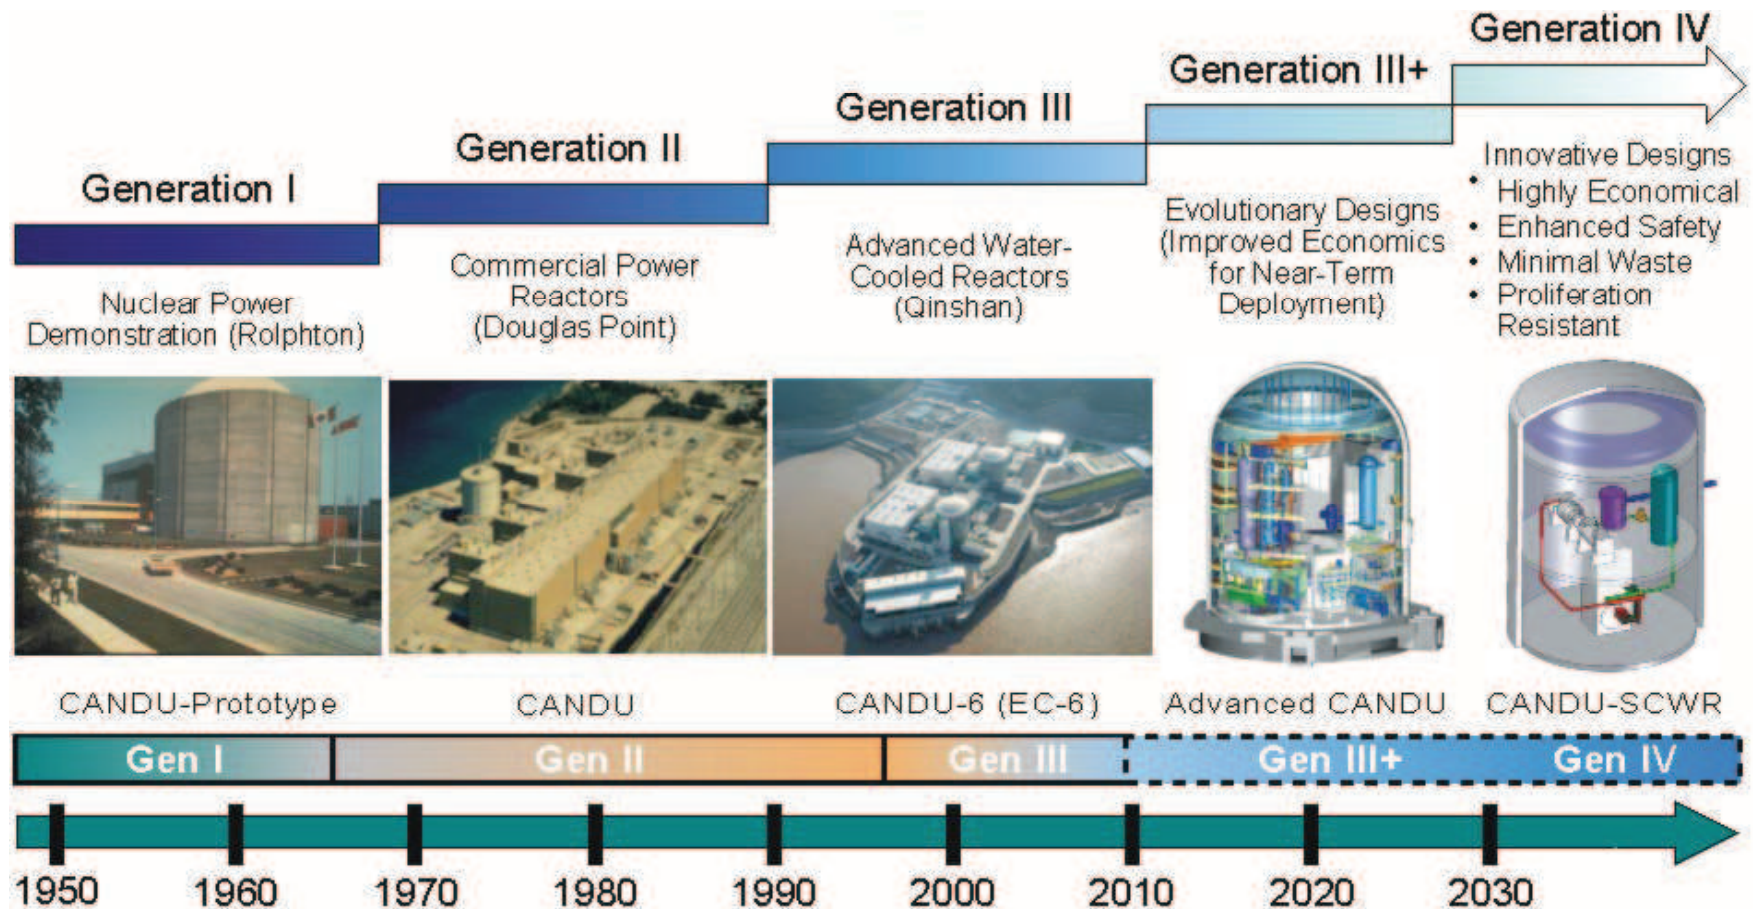 Generation I
Generation II
Generation III
Generation III+
Generation IV
Nuclear Power
Demonstration (Rolphton)
Commercial Power
Reactors
(Douglas Point)
Advanced Water-
Cooled Reactors
(Qinshan)
Evolutionary Designs
(Improved Economics
for Near-Term
Deployment)
Innovative Designs
• Highly Economical
• Enhanced Safety
• Minimal Waste
• Proliferation
Resistant
CANDU-Prototype
CANDU
CANDU-6 (EC-6)
Advanced CANDU
CANDU-SCWR
Gen I
Gen II
Gen III
Gen III+
Gen IV
1950
1960
1970
1980
1990
2000
2010
2020
2030